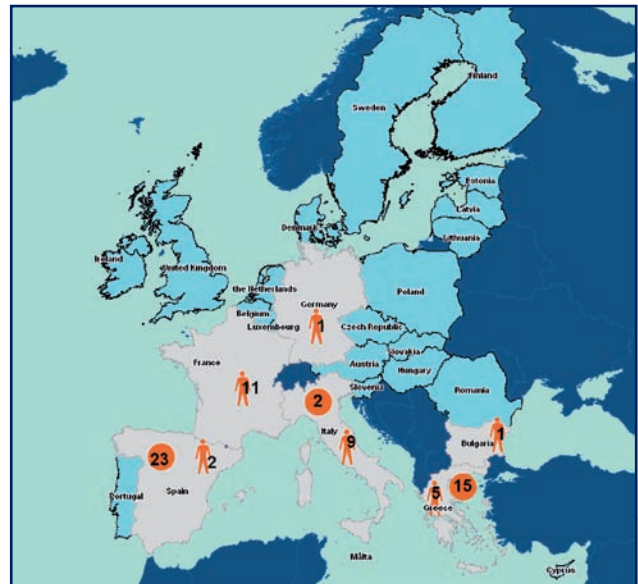 Finland
Sweden
Estonia
Latvia
Lithuania
Denmark
Ireland
United Kingdom
the Netherlands
Poland
Germany
1
Belgium
Luxembourg
Czech Republic
Slovakia
France
Austria
Hungary
11
Slovenia
Romania
2
Italy
9
1
Bulgaria
23
2
5
15
Portugal
Spain
Greece
Malta
Cyprus